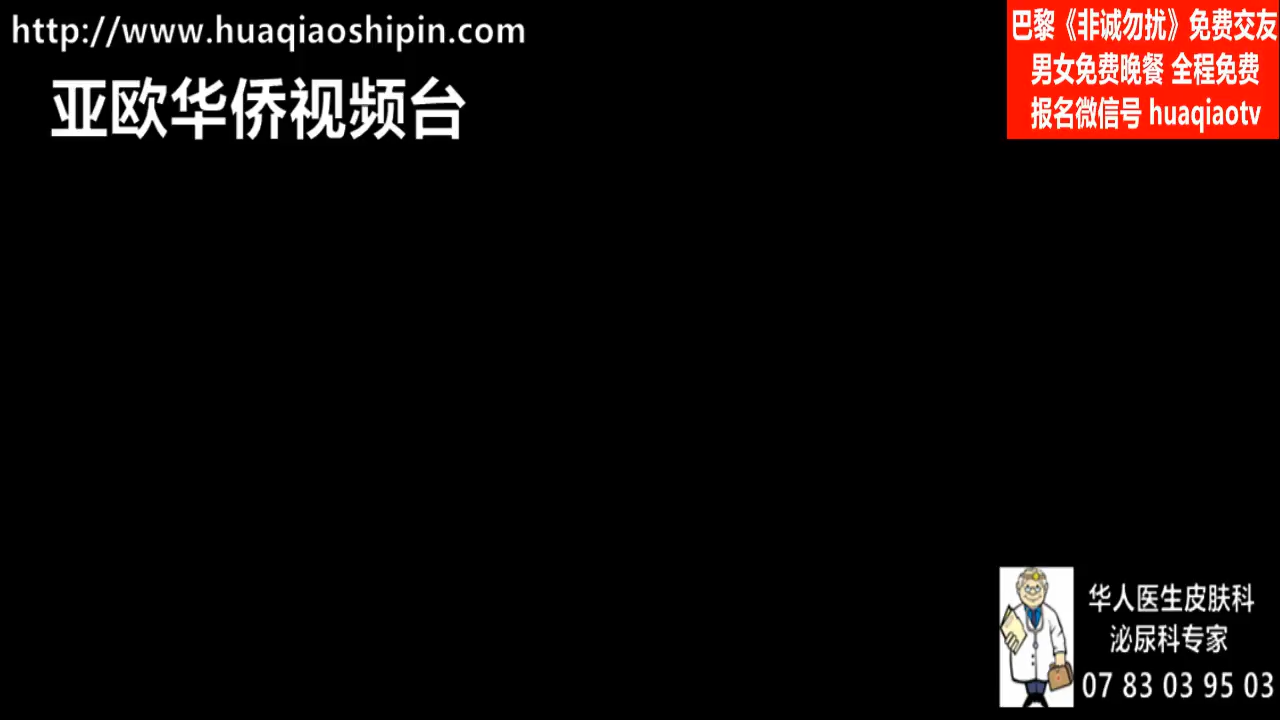 http://www.huaqiaoshipin.com
亚欧华侨视频台
巴黎《非诚勿扰》免费交友
男女免费晚餐 全程免费
报名微信号 huaqiaotv
华人医生皮肤科
泌尿科专家
07 83 03 95 03